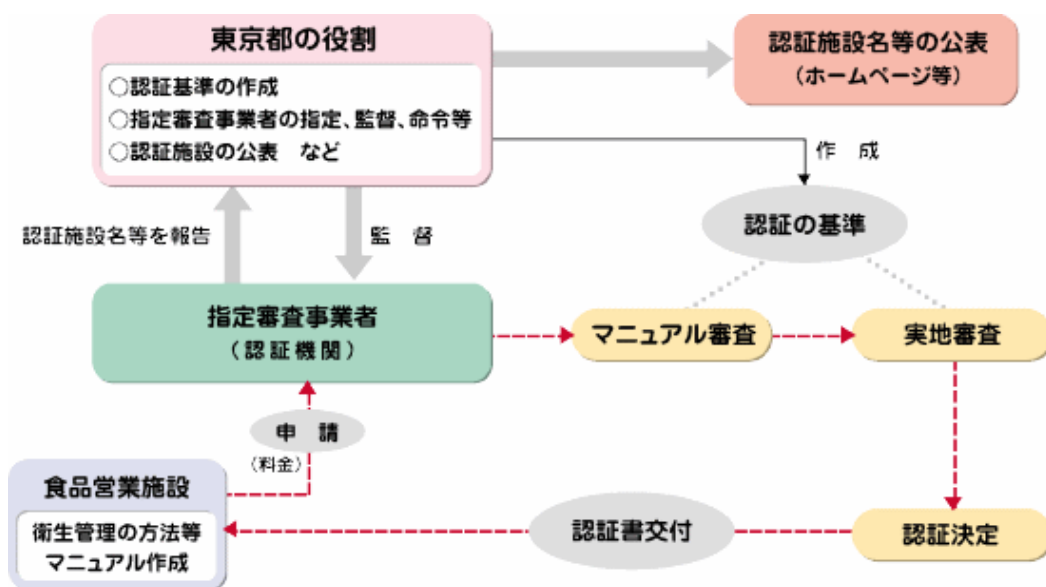 東京都の役割
○認証基準の作成
○指定審査事業者の指定、監督、命令等
○認証施設の公表 など
認証施設名等の公表
(ホームページ等)
作 成
認証の基準
認証施設名等を報告
監 督
指定審査事業者
(認証機関)
マニュアル審査
実地審査
申 請
(料金)
食品営業施設
衛生管理の方法等
マニュアル作成
認証書交付
認証決定